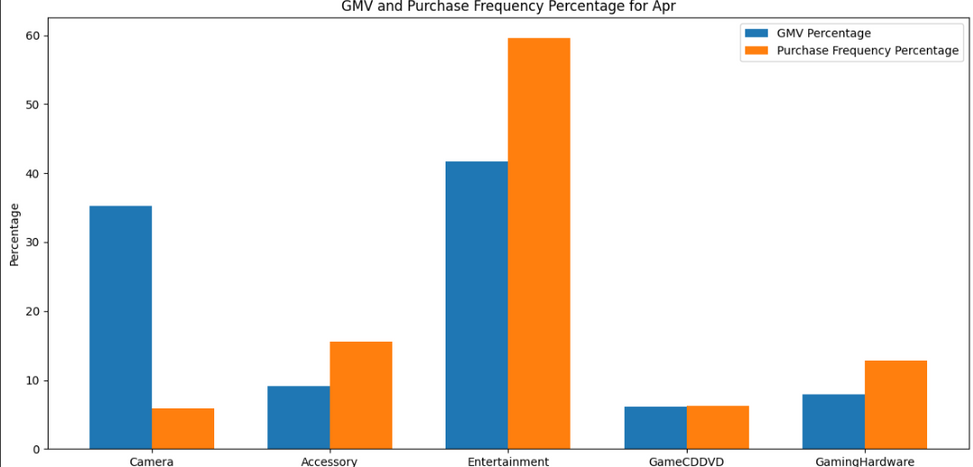 GMV and Purchase Frequency Percentage for Apr
GMV Percentage
Purchase Frequency Percentage
Percentage
60
50
40
30
20
10
0
Camera
Accessory
Entertainment
GameCDDVD
GamingHardware